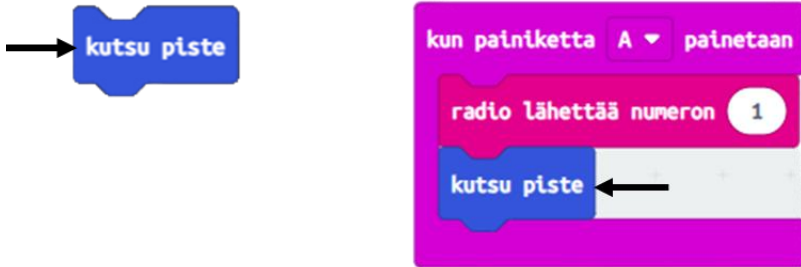 kutsu piste
kun painiketta A painetaan
radio lähettää numeron 1
kutsu piste